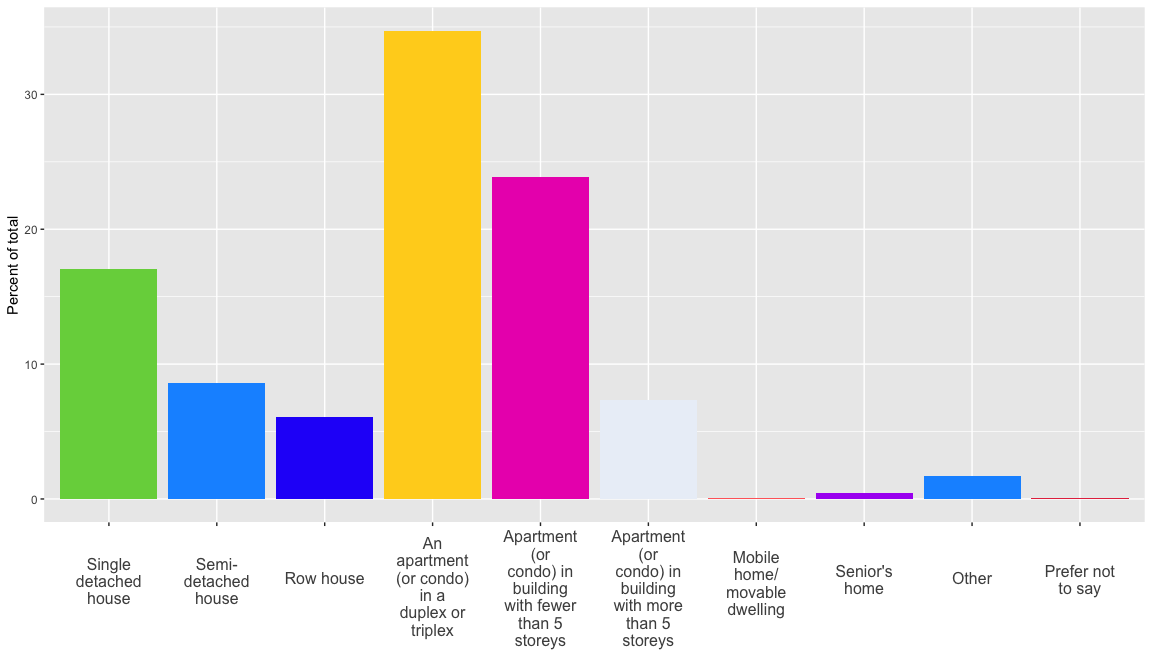 Percent of total
30
20
10
0
Single
detached
house
Semi-
detached
house
Row house
An
apartment
(or condo)
in a
duplex or
triplex
Apartment
(or
condo) in
building
with fewer
than 5
storeys
Apartment
(or
condo) in
building
with more
than 5
storeys
Mobile
home/
movable
dwelling
Senior's
home
Other
Prefer not
to say